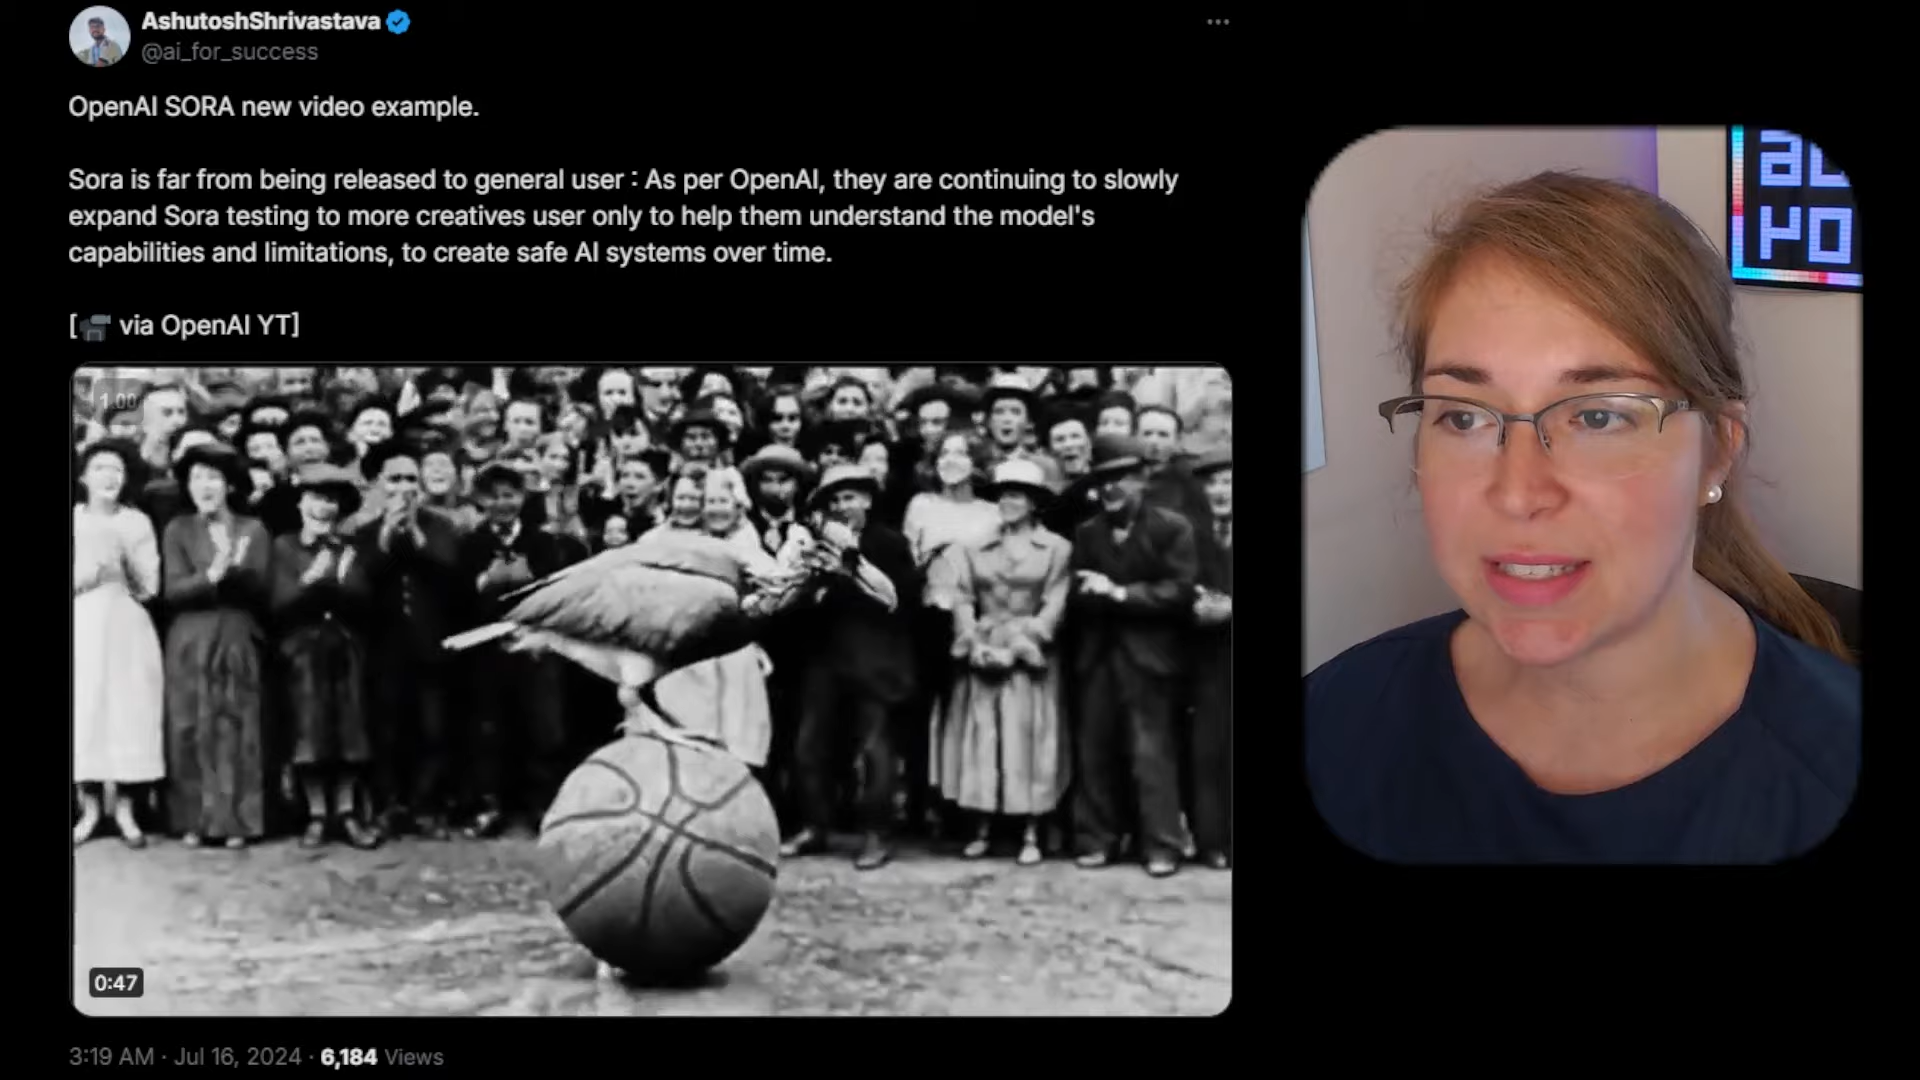 AshutoshShrivastava
@ai_for_success
OpenAI SORA new video example.
Sora is far from being released to general user : As per OpenAI, they are continuing to slowly
expand Sora testing to more creatives user only to help them understand the model's
capabilities and limitations, to create safe AI systems over time.
[🎥 via OpenAI YT]
1.00
0:47
3:19 AM · Jul 16, 2024 · 6,184 Views